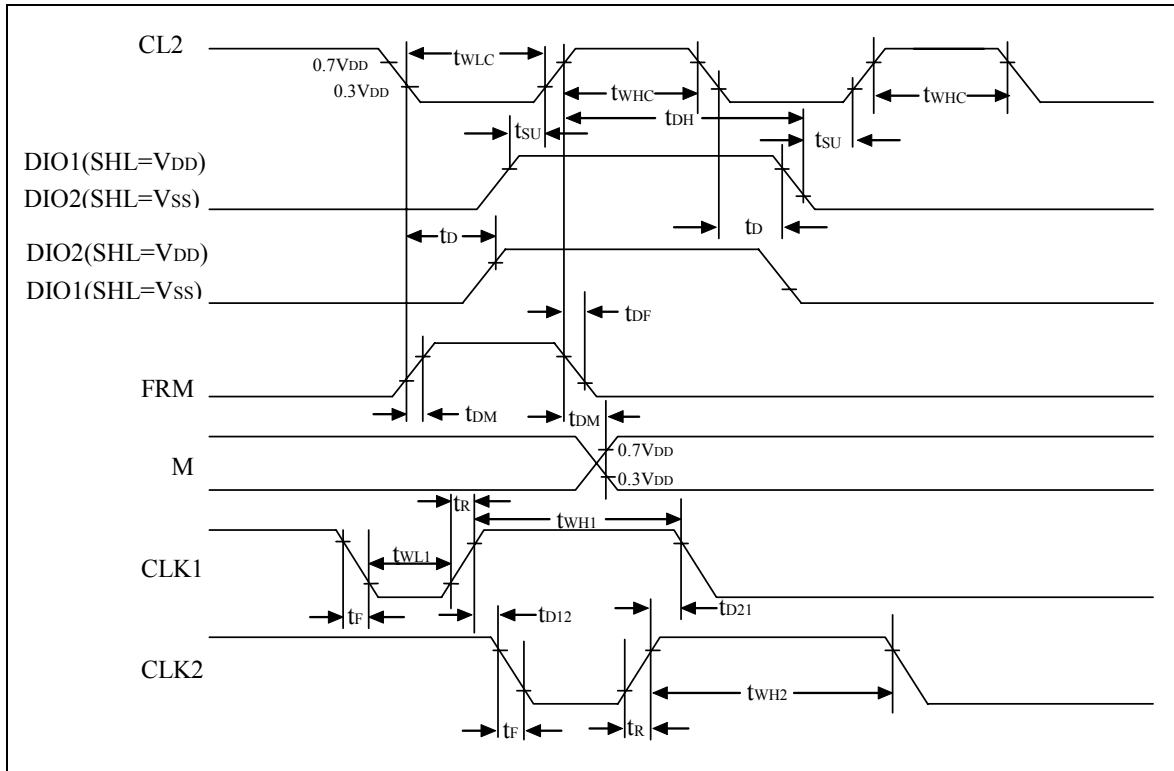 CL2
0.7VDD
0.3VDD
tWLC
tWHC
tWHC
tDH
tSU
tSU
DIO1(SHL=VDD)
DIO2(SHL=VSS)
tD
tD
DIO2(SHL=VDD)
DIO1(SHL=VSS)
tDF
FRM
tDM
tDM
M
0.7VDD
0.3VDD
tR
tWH1
CLK1
tWL1
tF
tD12
tD21
CLK2
tWH2
tF
tR